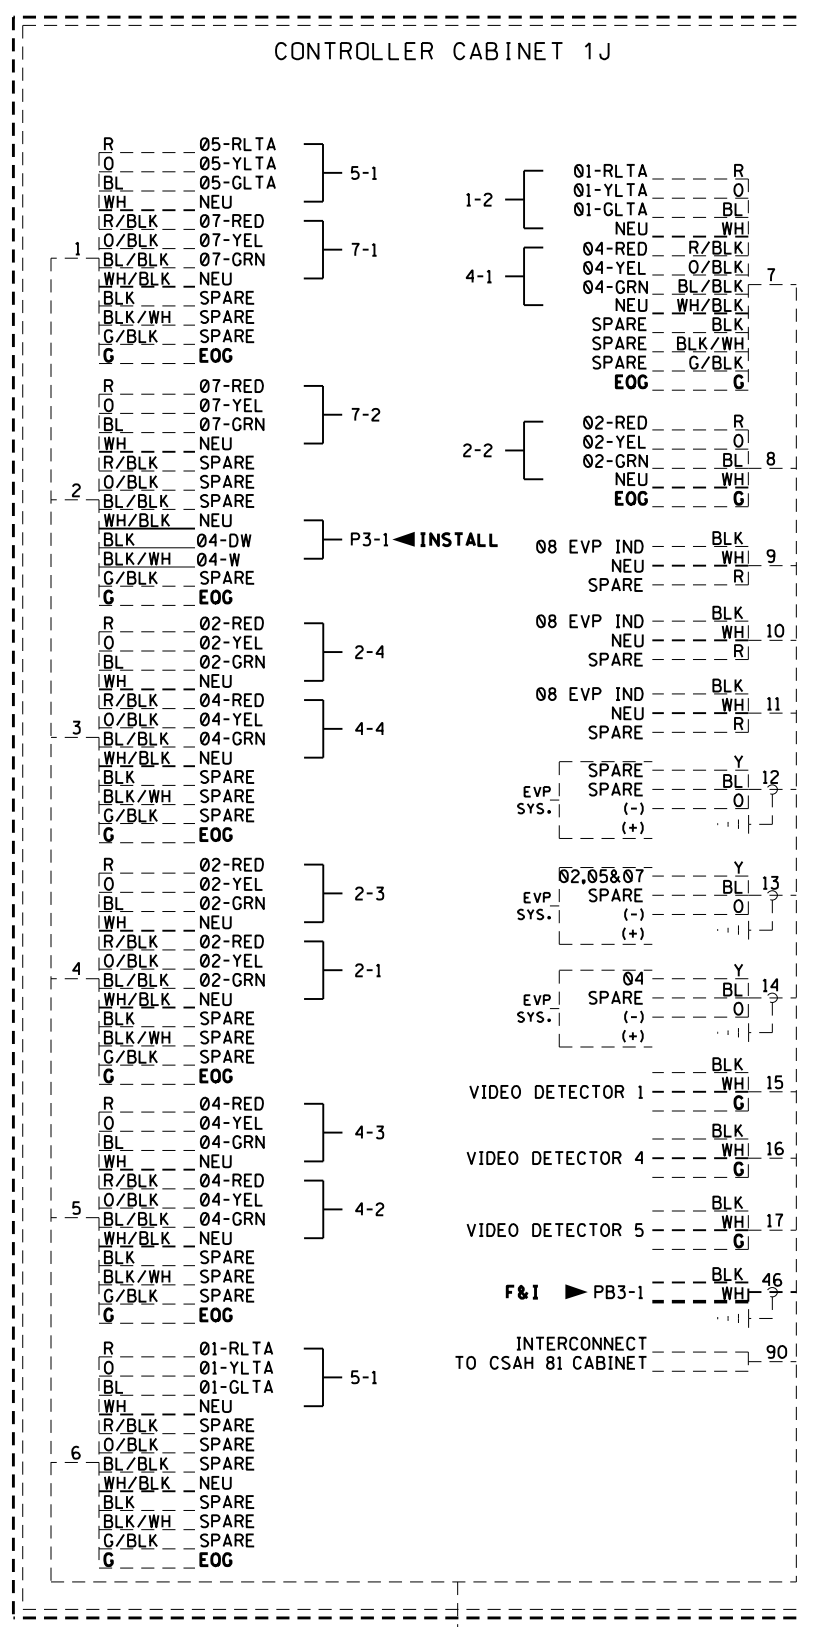 CONTROLLER CABINET 1J
R 05-RLTA
O 05-YLTA
BL 05-GLTA
WH NEU
5-1
R/BLK 07-RED
O/BLK 07-YEL
BL/BLK 07-GRN
WH/BLK NEU
7-1
1
BLK SPARE
BLK/WH SPARE
G/BLK SPARE
G EOG
R 07-RED
O 07-YEL
BL 07-GRN
WH NEU
7-2
R/BLK SPARE
O/BLK SPARE
BL/BLK SPARE
2
WH/BLK NEU
BLK 04-DW
BLK/WH 04-W
P3-1 INSTALL
G/BLK SPARE
G EOG
R 02-RED
O 02-YEL
BL 02-GRN
WH NEU
2-4
R/BLK 04-RED
O/BLK 04-YEL
BL/BLK 04-GRN
WH/BLK NEU
4-4
3
BLK SPARE
BLK/WH SPARE
G/BLK SPARE
G EOG
R 02-RED
O 02-YEL
BL 02-GRN
WH NEU
2-3
R/BLK 02-RED
O/BLK 02-YEL
BL/BLK 02-GRN
WH/BLK NEU
2-1
4
BLK SPARE
BLK/WH SPARE
G/BLK SPARE
G EOG
R 04-RED
O 04-YEL
BL 04-GRN
WH NEU
4-3
R/BLK 04-RED
O/BLK 04-YEL
BL/BLK 04-GRN
WH/BLK NEU
4-2
5
BLK SPARE
BLK/WH SPARE
G/BLK SPARE
G EOG
R 01-RLTA
O 01-YLTA
BL 01-GLTA
WH NEU
5-1
R/BLK SPARE
O/BLK SPARE
BL/BLK SPARE
6
WH/BLK NEU
BLK SPARE
BLK/WH SPARE
G/BLK SPARE
G EOG
1-2
01-RLTA R
01-YLTA O
01-GLTA BL
NEU WH
4-1
04-RED R/BLK
04-YEL O/BLK
04-GRN BL/BLK
NEU WH/BLK
7
SPARE BLK
SPARE BLK/WH
SPARE G/BLK
EOG G
2-2
02-RED R
02-YEL O
02-GRN BL
NEU WH
8
EOG G
08 EVP IND BLK
NEU WH 9
SPARE R
08 EVP IND BLK
NEU WH 10
SPARE R
08 EVP IND BLK
NEU WH 11
SPARE R
EVP SYS.
SPARE Y
SPARE BL 12
(-) O
(+)
EVP SYS.
02,05&07 Y
SPARE BL 13
(-) O
(+)
EVP SYS.
04 Y
SPARE BL 14
(-) O
(+)
BLK
VIDEO DETECTOR 1 WH 15
G
BLK
VIDEO DETECTOR 4 WH 16
G
BLK
VIDEO DETECTOR 5 WH 17
G
BLK 46
F&I PB3-1 WH
INTERCONNECT
TO CSAH 81 CABINET 90